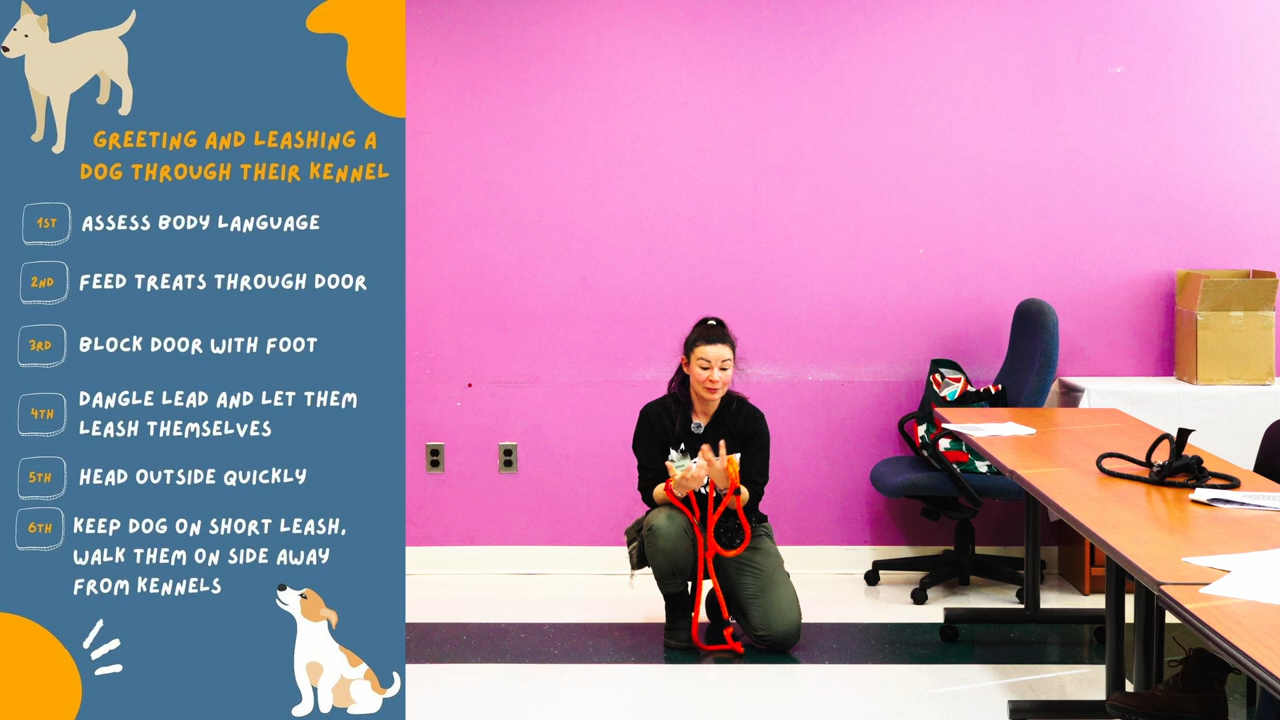 GREETING AND LEASHING A
DOG THROUGH THEIR KENNEL
1ST ASSESS BODY LANGUAGE
2ND FEED TREATS THROUGH DOOR
3RD BLOCK DOOR WITH FOOT
4TH DANGLE LEAD AND LET THEM
LEASH THEMSELVES
5TH HEAD OUTSIDE QUICKLY
6TH KEEP DOG ON SHORT LEASH,
WALK THEM ON SIDE AWAY
FROM KENNELS